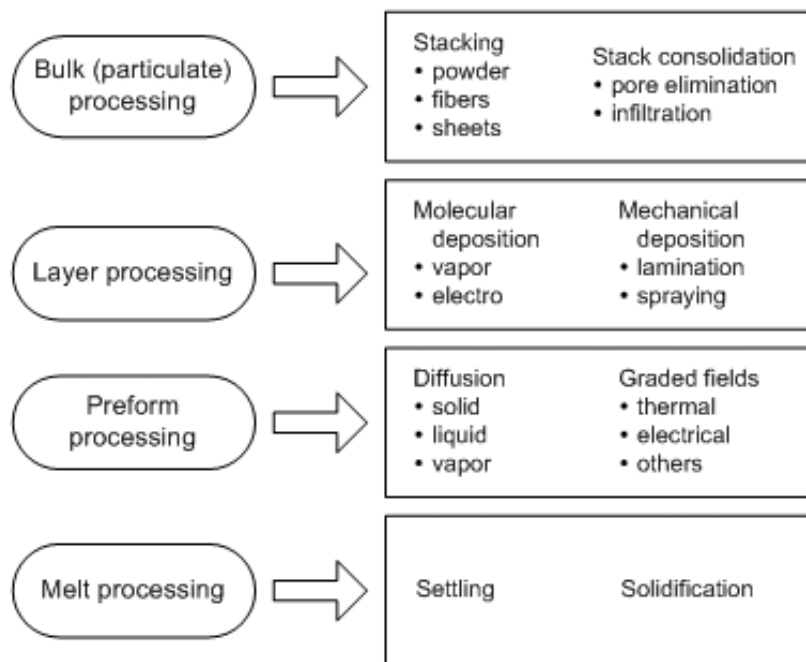 Bulk (particulate)
processing
Stacking
• powder
• fibers
• sheets
Stack consolidation
• pore elimination
• infiltration
Layer processing
Molecular
deposition
• vapor
• electro
Mechanical
deposition
• lamination
• spraying
Preform
processing
Diffusion
• solid
• liquid
• vapor
Graded fields
• thermal
• electrical
• others
Melt processing
Settling
Solidification